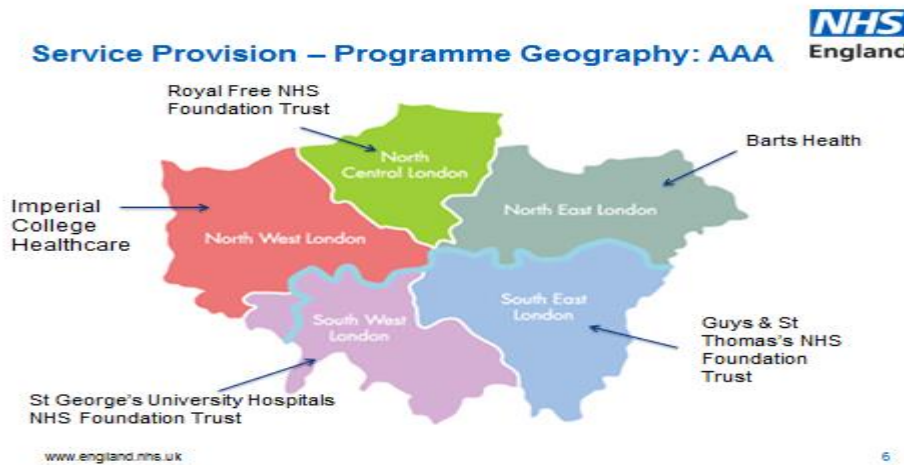 NHS
England
Service Provision – Programme Geography: AAA
Royal Free NHS
Foundation Trust
Barts Health
North
Central London
North East London
Imperial
College
Healthcare
North West London
South West
London
South East
London
Guys & St
Thomas's NHS
Foundation
Trust
St George's University Hospitals
NHS Foundation Trust
www.england.nhs.uk
6